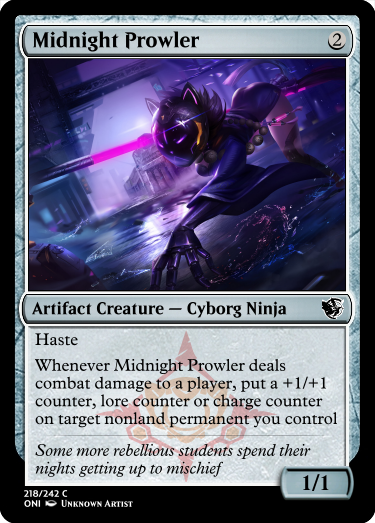 Midnight Prowler
2
Artifact Creature — Cyborg Ninja
Haste
Whenever Midnight Prowler deals
combat damage to a player, put a +1/+1
counter, lore counter or charge counter
on target nonland permanent you control
Some more rebellious students spend their
nights getting up to mischief
1/1
218/242 C
ONI Unknown Artist